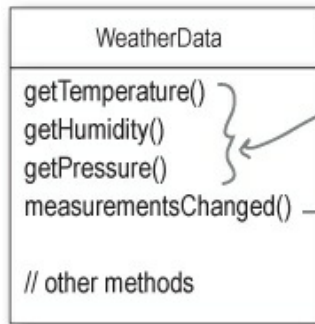 WeatherData
getTemperature()
getHumidity()
getPressure()
measurementsChanged()
// other methods